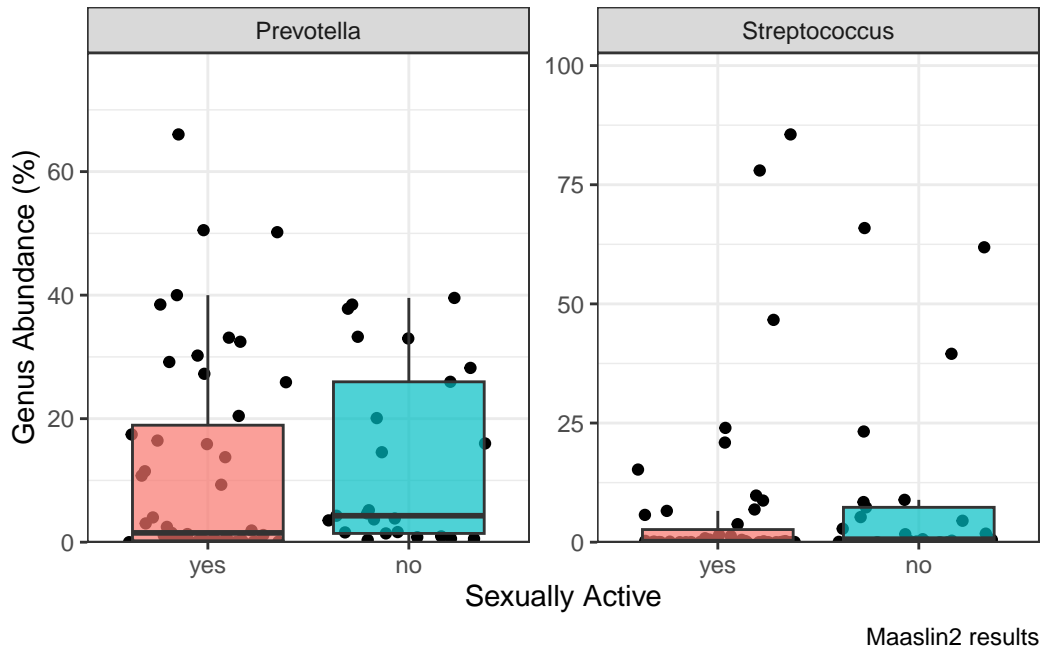 Prevotella
Streptococcus
Genus Abundance (%)
60
40
20
0
100
75
50
25
0
yes
no
yes
no
Sexually Active
Maaslin2 results